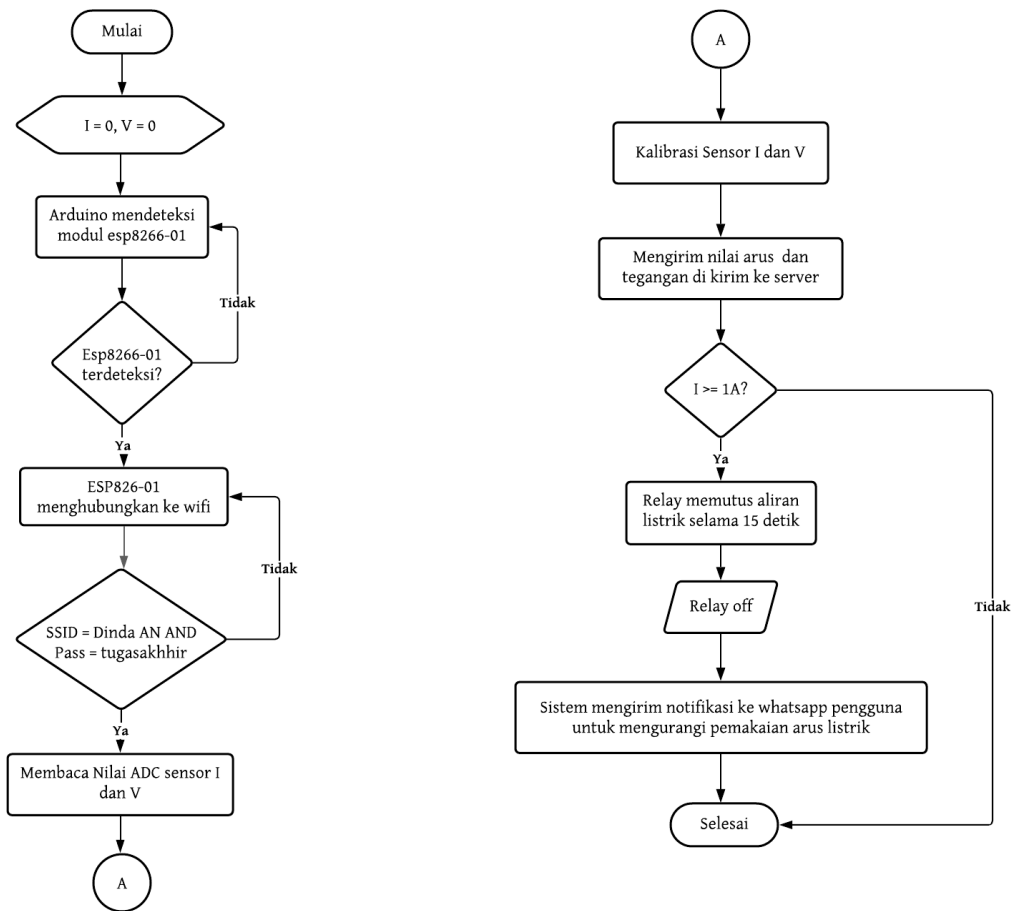 Mulai
I = 0, V = 0
Arduino mendeteksi
modul esp8266-01
Tidak
Esp8266-01
terdeteksi?
Ya
ESP826-01
menghubungkan ke wifi
Tidak
SSID = Dinda AN AND
Pass = tugasakhhir
Ya
Membaca Nilai ADC sensor I
dan V
A
A
Kalibrasi Sensor I dan V
Mengirim nilai arus dan
tegangan di kirim ke server
I >= 1A?
Ya
Relay memutus aliran
listrik selama 15 detik
Tidak
Relay off
Sistem mengirim notifikasi ke whatsapp pengguna
untuk mengurangi pemakaian arus listrik
Selesai